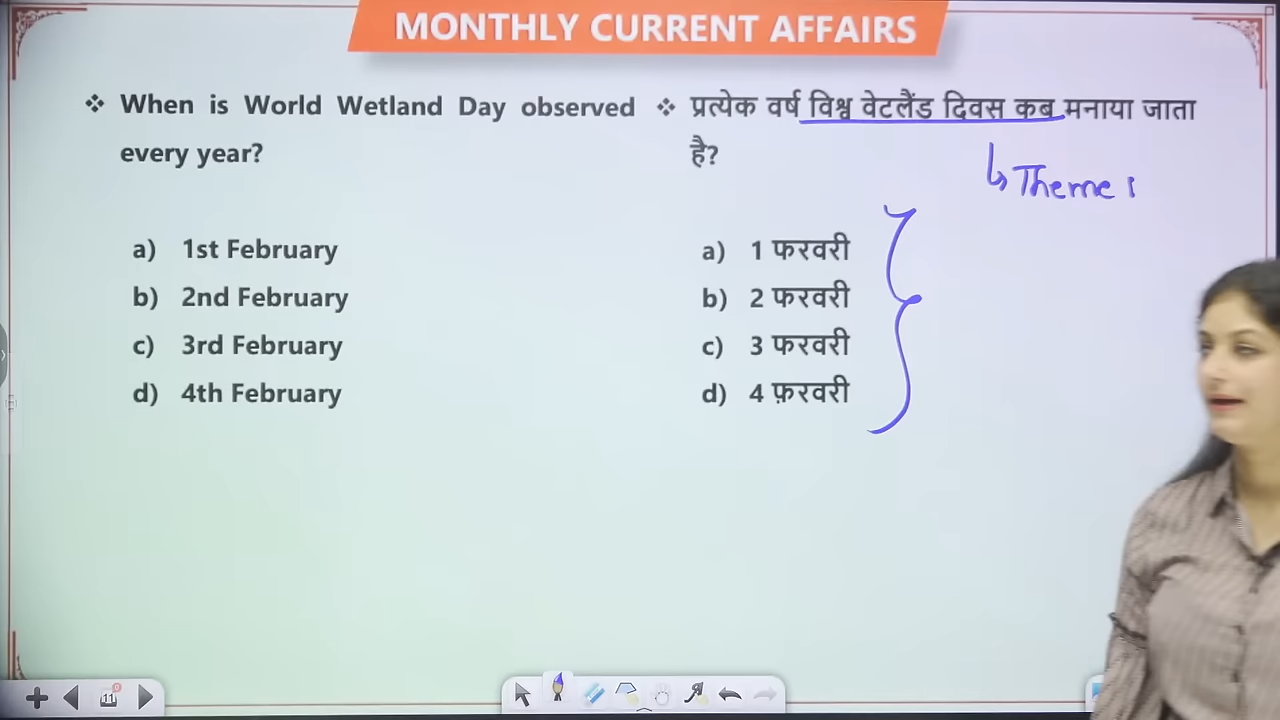 MONTHLY CURRENT AFFAIRS
❖ When is World Wetland Day observed
every year?
a) 1st February
b) 2nd February
c) 3rd February
d) 4th February
❖ प्रत्येक वर्ष विश्व वेटलैंड दिवस कब मनाया जाता
है?
Theme :
a) 1 फरवरी
b) 2 फरवरी
c) 3 फरवरी
d) 4 फ़रवरी
11